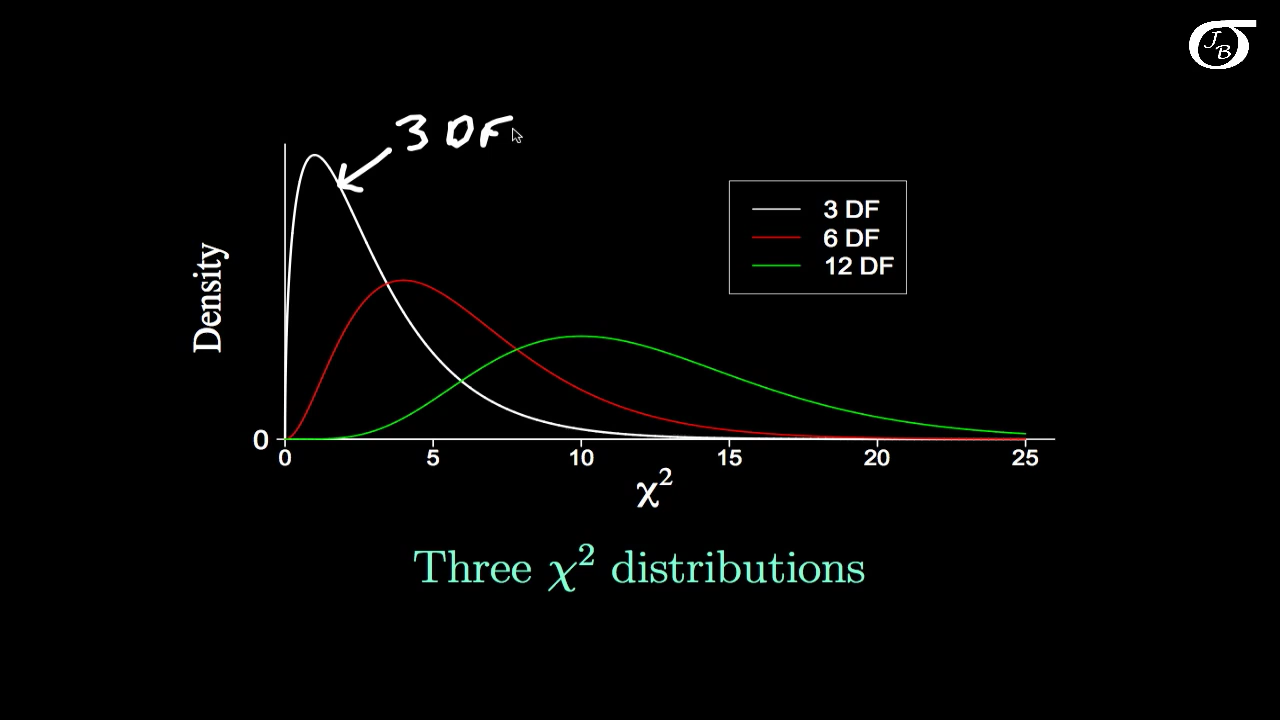 J
B
3 DF
3 DF
6 DF
12 DF
Density
0
0 5 10 15 20 25
χ²
Three χ² distributions